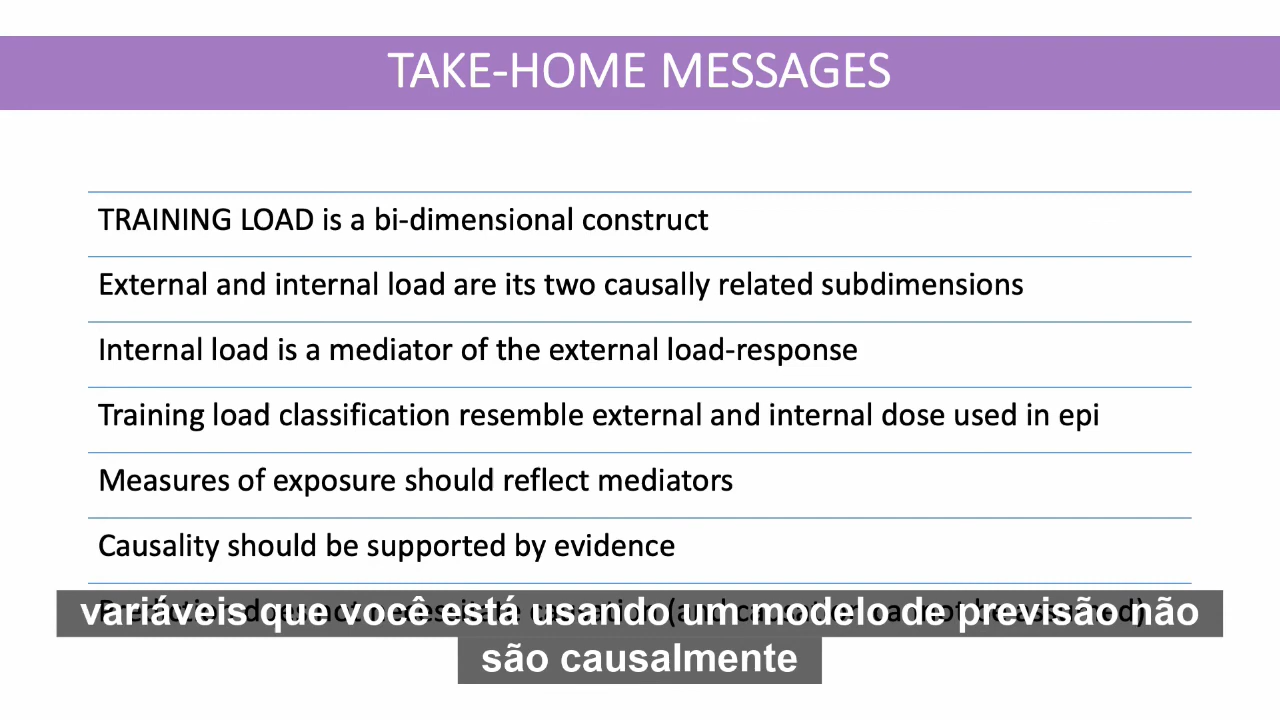 TAKE-HOME MESSAGES
TRAINING LOAD is a bi-dimensional construct
External and internal load are its two causally related subdimensions
Internal load is a mediator of the external load-response
Training load classification resemble external and internal dose used in epi
Measures of exposure should reflect mediators
Causality should be supported by evidence
variáveis que você está usando um modelo de previsão não
são causalmente